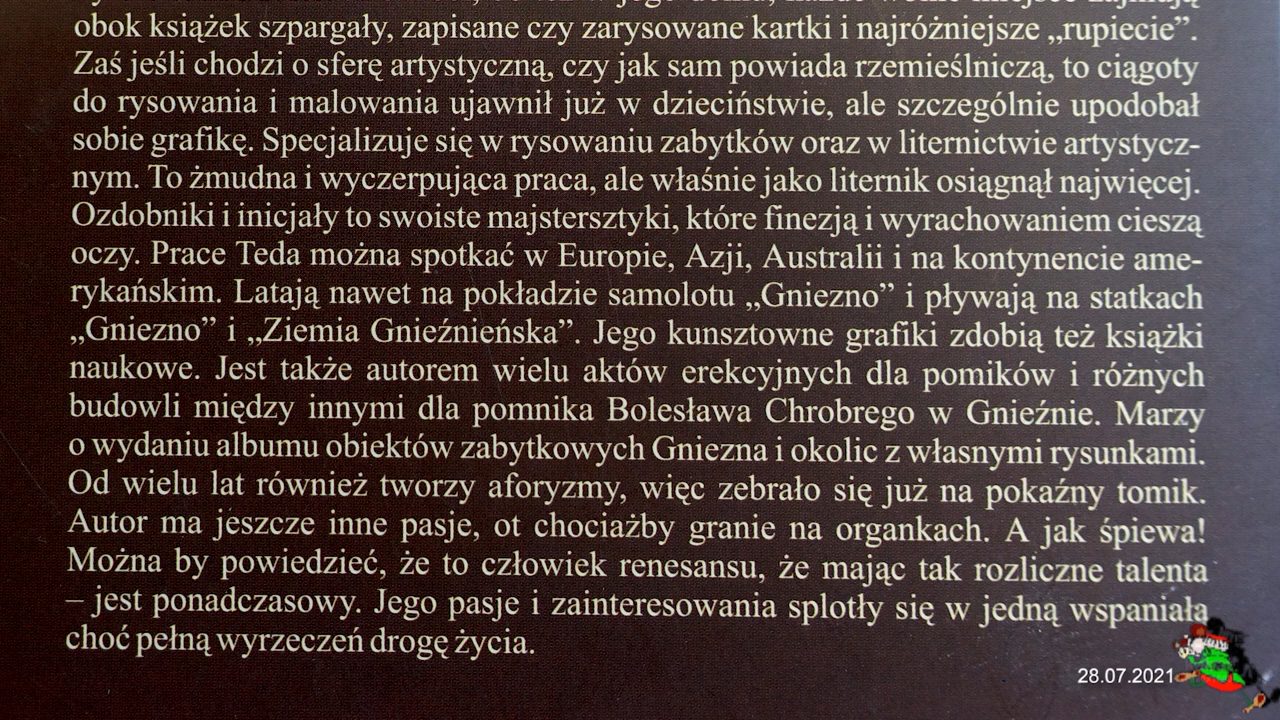 obok książek szpargały, zapisane czy zarysowane kartki i najróżniejsze „rupiecie”.
Zaś jeśli chodzi o sferę artystyczną, czy jak sam powiada rzemieślniczą, to ciągoty
do rysowania i malowania ujawnił już w dzieciństwie, ale szczególnie upodobał
sobie grafikę. Specjalizuje się w rysowaniu zabytków oraz w liternictwie artystycz-
nym. To żmudna i wyczerpująca praca, ale właśnie jako liternik osiągnął najwięcej.
Ozdobniki i inicjały to swoiste majstersztyki, które finezją i wyrachowaniem cieszą
oczy. Prace Teda można spotkać w Europie, Azji, Australii i na kontynencie ame-
rykańskim. Latają nawet na pokładzie samolotu „Gniezno” i pływają na statkach
„Gniezno” i „Ziemia Gnieźnieńska”. Jego kunsztowne grafiki zdobią też książki
naukowe. Jest także autorem wielu aktów erekcyjnych dla pomików i różnych
budowli między innymi dla pomnika Bolesława Chrobrego w Gnieźnie. Marzy
o wydaniu albumu obiektów zabytkowych Gniezna i okolic z własnymi rysunkami.
Od wielu lat również tworzy aforyzmy, więc zebrało się już na pokaźny tomik.
Autor ma jeszcze inne pasje, ot chociażby granie na organkach. A jak śpiewa!
Można by powiedzieć, że to człowiek renesansu, że mając tak rozliczne talenta
– jest ponadczasowy. Jego pasje i zainteresowania splotły się w jedną wspaniałą
choć pełną wyrzeczeń drogę życia.
28.07.2021